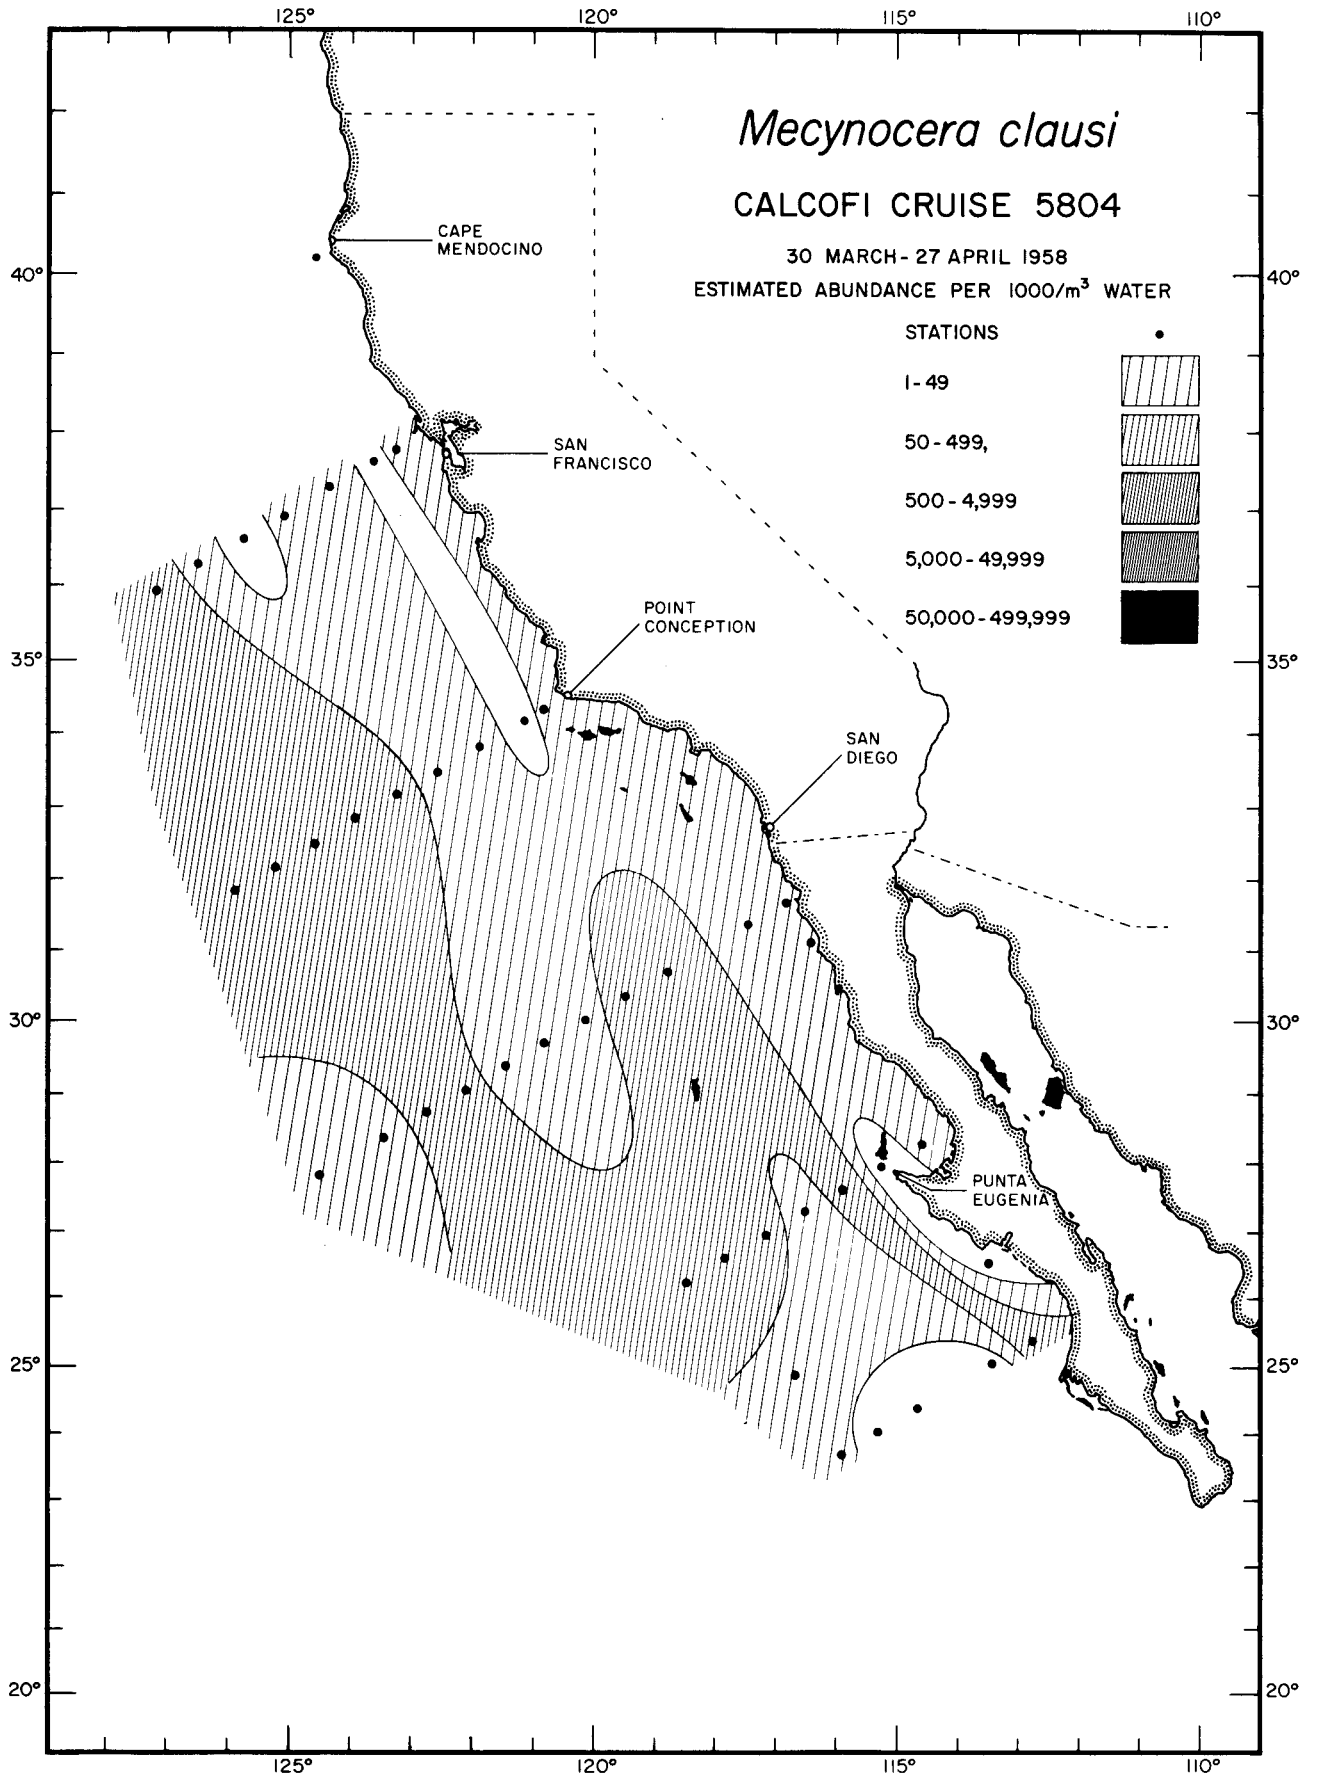 125° 120° 115° 110°
Mecynocera clausi
CALCOFI CRUISE 5804
30 MARCH - 27 APRIL 1958
ESTIMATED ABUNDANCE PER 1000/m³ WATER
STATIONS
1-49
50-499,
500-4,999
5,000-49,999
50,000-499,999
CAPE
MENDOCINO
40° 40°
SAN
FRANCISCO
POINT
CONCEPTION
35° 35°
SAN
DIEGO
30° 30°
PUNTA
EUGENIA
25° 25°
20° 20°
125° 120° 115° 110°